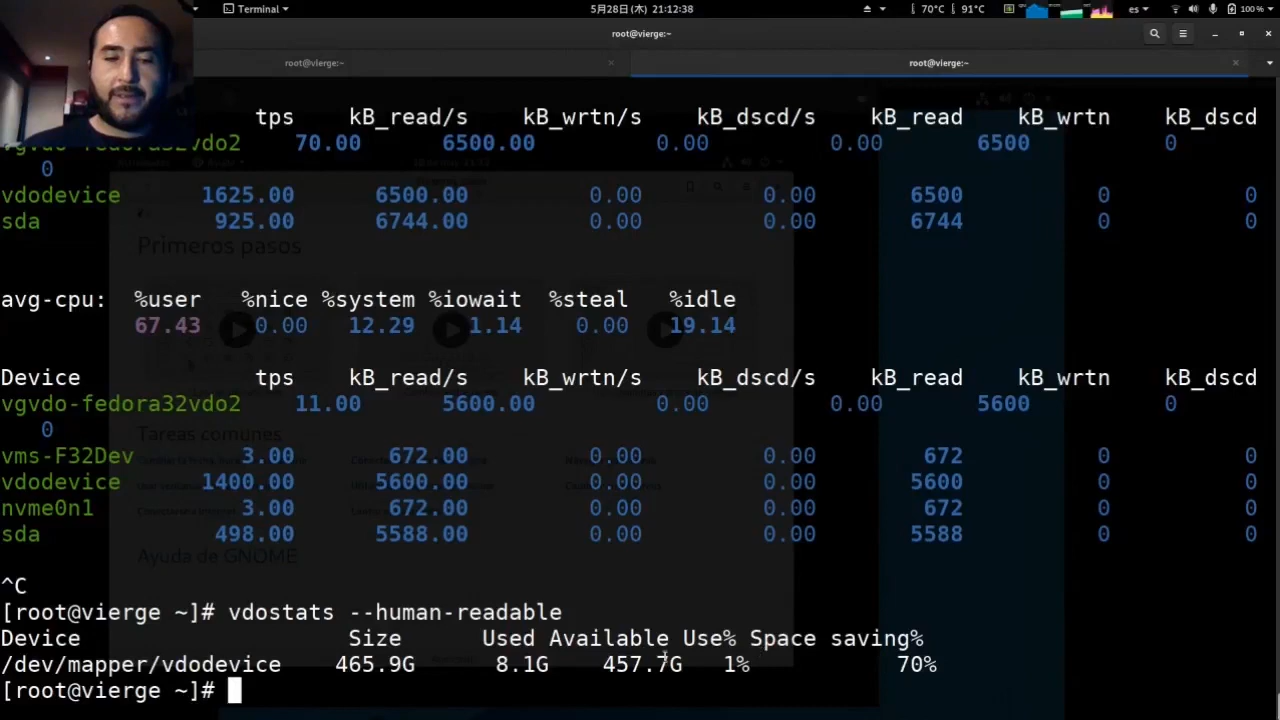 Terminal
5月28日(木) 21:12:38
70°C 91°C
es
100 %
root@vierge:~
root@vierge:~ root@vierge:~
tps kB_read/s kB_wrtn/s kB_dscd/s kB_read kB_wrtn kB_dscd
vgvdo-fedora32vdo2 70.00 6500.00 0.00 0.00 6500 0
0
vdodevice 1625.00 6500.00 0.00 0.00 6500 0 0
sda 925.00 6744.00 0.00 0.00 6744 0 0
Primeros pasos
avg-cpu: %user %nice %system %iowait %steal %idle
67.43 0.00 12.29 1.14 0.00 19.14
Device tps kB_read/s kB_wrtn/s kB_dscd/s kB_read kB_wrtn kB_dscd
vgvdo-fedora32vdo2 11.00 5600.00 0.00 0.00 5600 0
0
Tareas comunes
vms-F32Dev 3.00 672.00 0.00 0.00 672 0 0
vdodevice 1400.00 5600.00 0.00 0.00 5600 0 0
nvme0n1 3.00 672.00 0.00 0.00 672 0 0
sda 498.00 5588.00 0.00 0.00 5588 0 0
Ayuda de GNOME
^C
[root@vierge ~]# vdostats --human-readable
Device Size Used Available Use% Space saving%
/dev/mapper/vdodevice 465.9G 8.1G 457.7G 1% 70%
[root@vierge ~]#